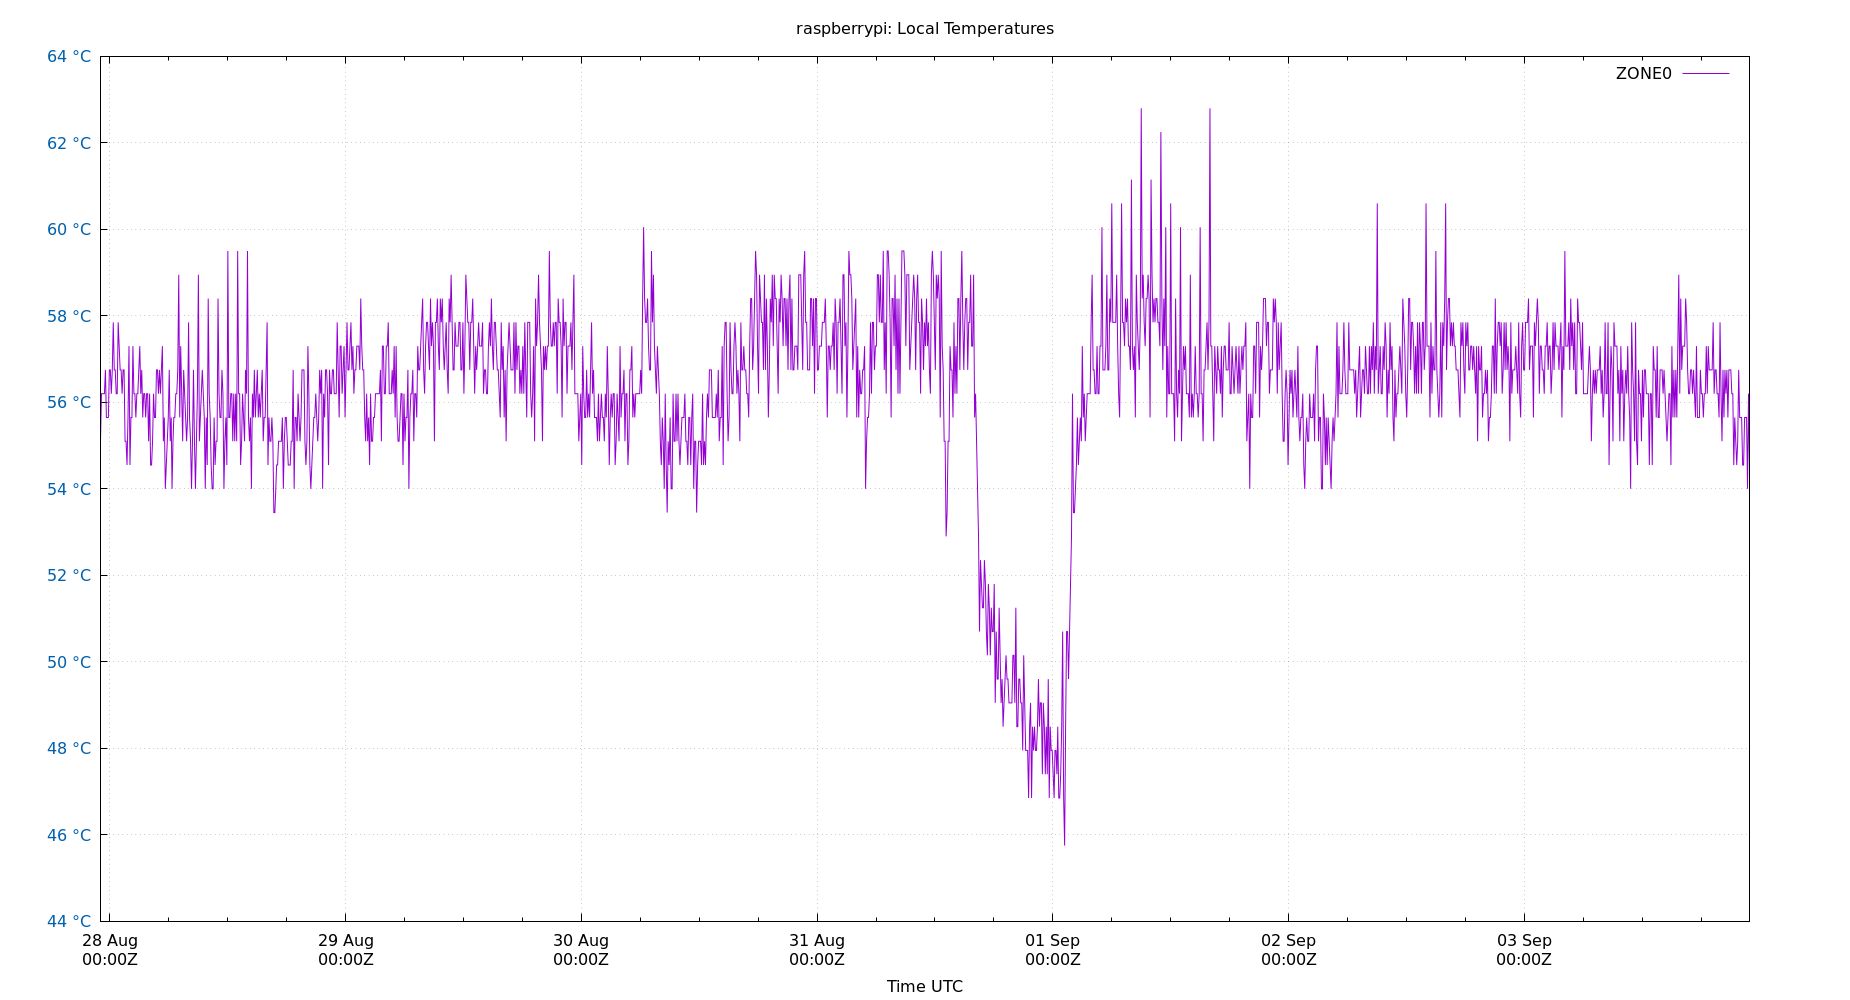 raspberrypi: Local Temperatures
64 °C
ZONE0
62 °C
60 °C
58 °C
56 °C
54 °C
52 °C
50 °C
48 °C
46 °C
44 °C
28 Aug 29 Aug 30 Aug 31 Aug 01 Sep 02 Sep 03 Sep
00:00Z 00:00Z 00:00Z 00:00Z 00:00Z 00:00Z 00:00Z
Time UTC